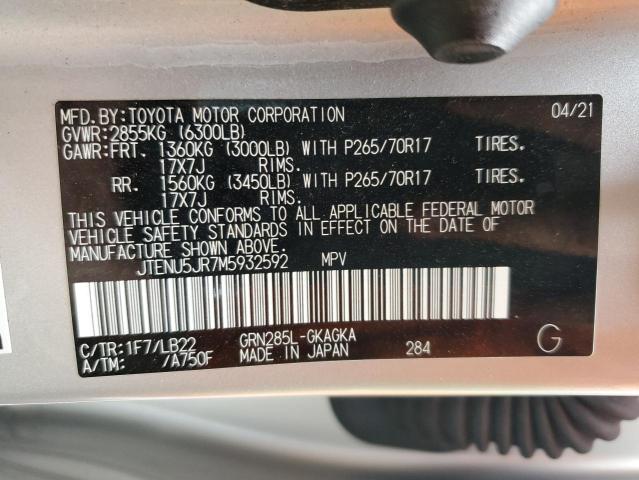 MFD.BY:TOYOTA MOTOR CORPORATION 04/21
GVWR:2855KG (6300LB)
GAWR:FRT. 1360KG (3000LB) WITH P265/70R17 TIRES.
17X7J RIMS.
RR. 1560KG (3450LB) WITH P265/70R17 TIRES.
17X7J RIMS.
THIS VEHICLE CONFORMS TO ALL APPLICABLE FEDERAL MOTOR
VEHICLE SAFETY STANDARDS IN EFFECT ON THE DATE OF
MANUFACTURE SHOWN ABOVE.
JTENU5JR7M5932592 MPV
C/TR:1F7/LB22 GRN285L-GKAGKA
A/TM: /A750F MADE IN JAPAN 284 G